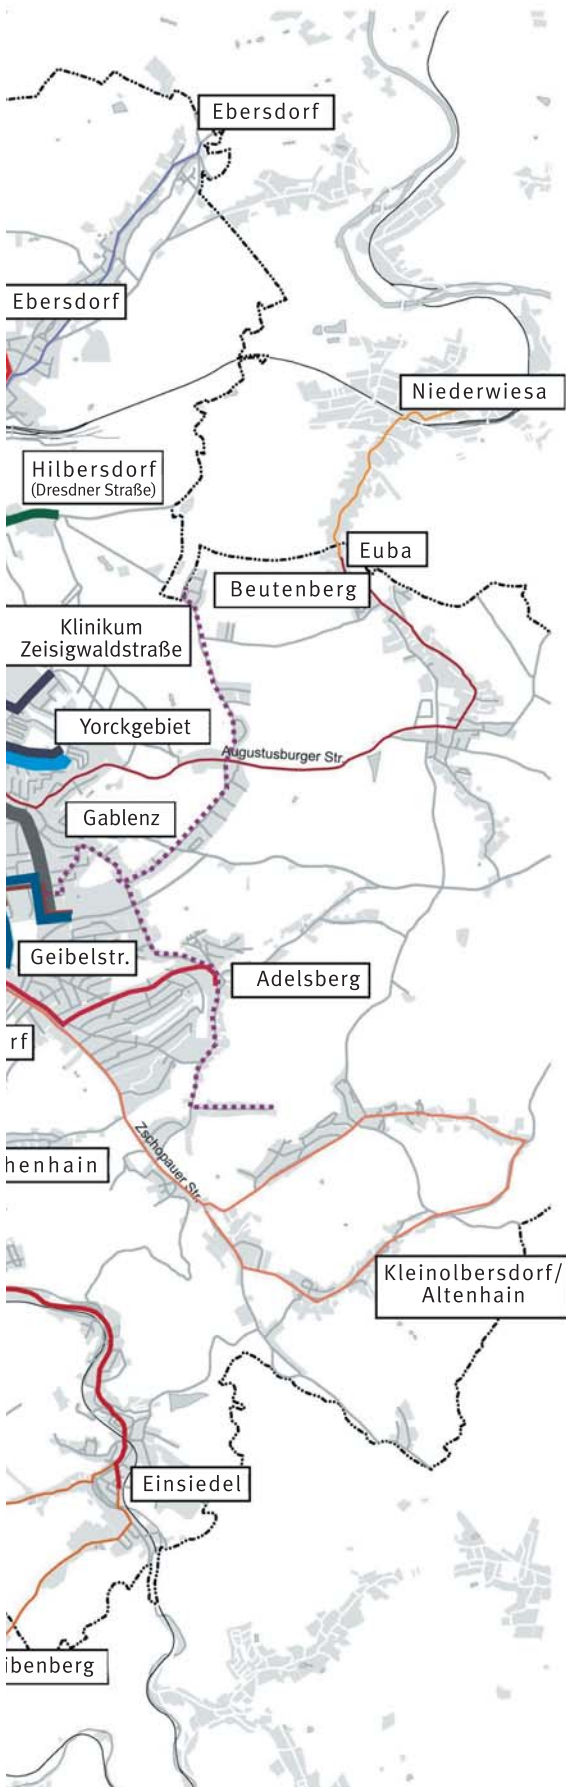 Ebersdorf
Ebersdorf
Niederwiesa
Hilbersdorf
(Dresdner Straße)
Euba
Beutenberg
Klinikum
Zeisigwaldstraße
Yorckgebiet
Augustusburger Str.
Gablenz
Geibelstr.
Adelsberg
rf
Zschopauer Str.
henhain
Kleinolbersdorf/
Altenhain
Einsiedel
ibenberg